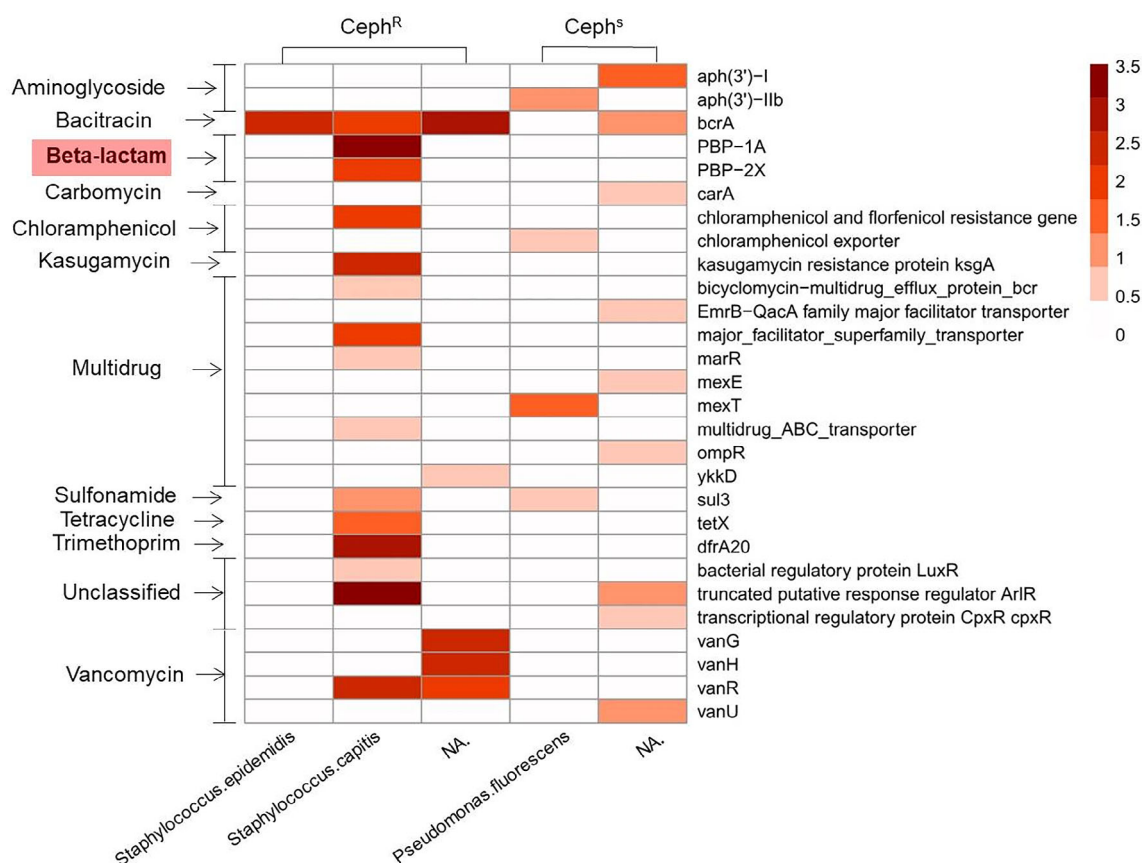 Ceph^R
Ceph^s
Aminoglycoside
Bacitracin
Beta-lactam
Carbomycin
Chloramphenicol
Kasugamycin
Multidrug
Sulfonamide
Tetracycline
Trimethoprim
Unclassified
Vancomycin
aph(3')−I
aph(3')−IIb
bcrA
PBP−1A
PBP−2X
carA
chloramphenicol and florfenicol resistance gene
chloramphenicol exporter
kasugamycin resistance protein ksgA
bicyclomycin−multidrug_efflux_protein_bcr
EmrB−QacA family major facilitator transporter
major_facilitator_superfamily_transporter
marR
mexE
mexT
multidrug_ABC_transporter
ompR
ykkD
sul3
tetX
dfrA20
bacterial regulatory protein LuxR
truncated putative response regulator ArlR
transcriptional regulatory protein CpxR cpxR
vanG
vanH
vanR
vanU
3.5
3
2.5
2
1.5
1
0.5
0
Staphylococcus.epidemidis
Staphylococcus.capitis
NA.
Pseudomonas.fluorescens
NA.